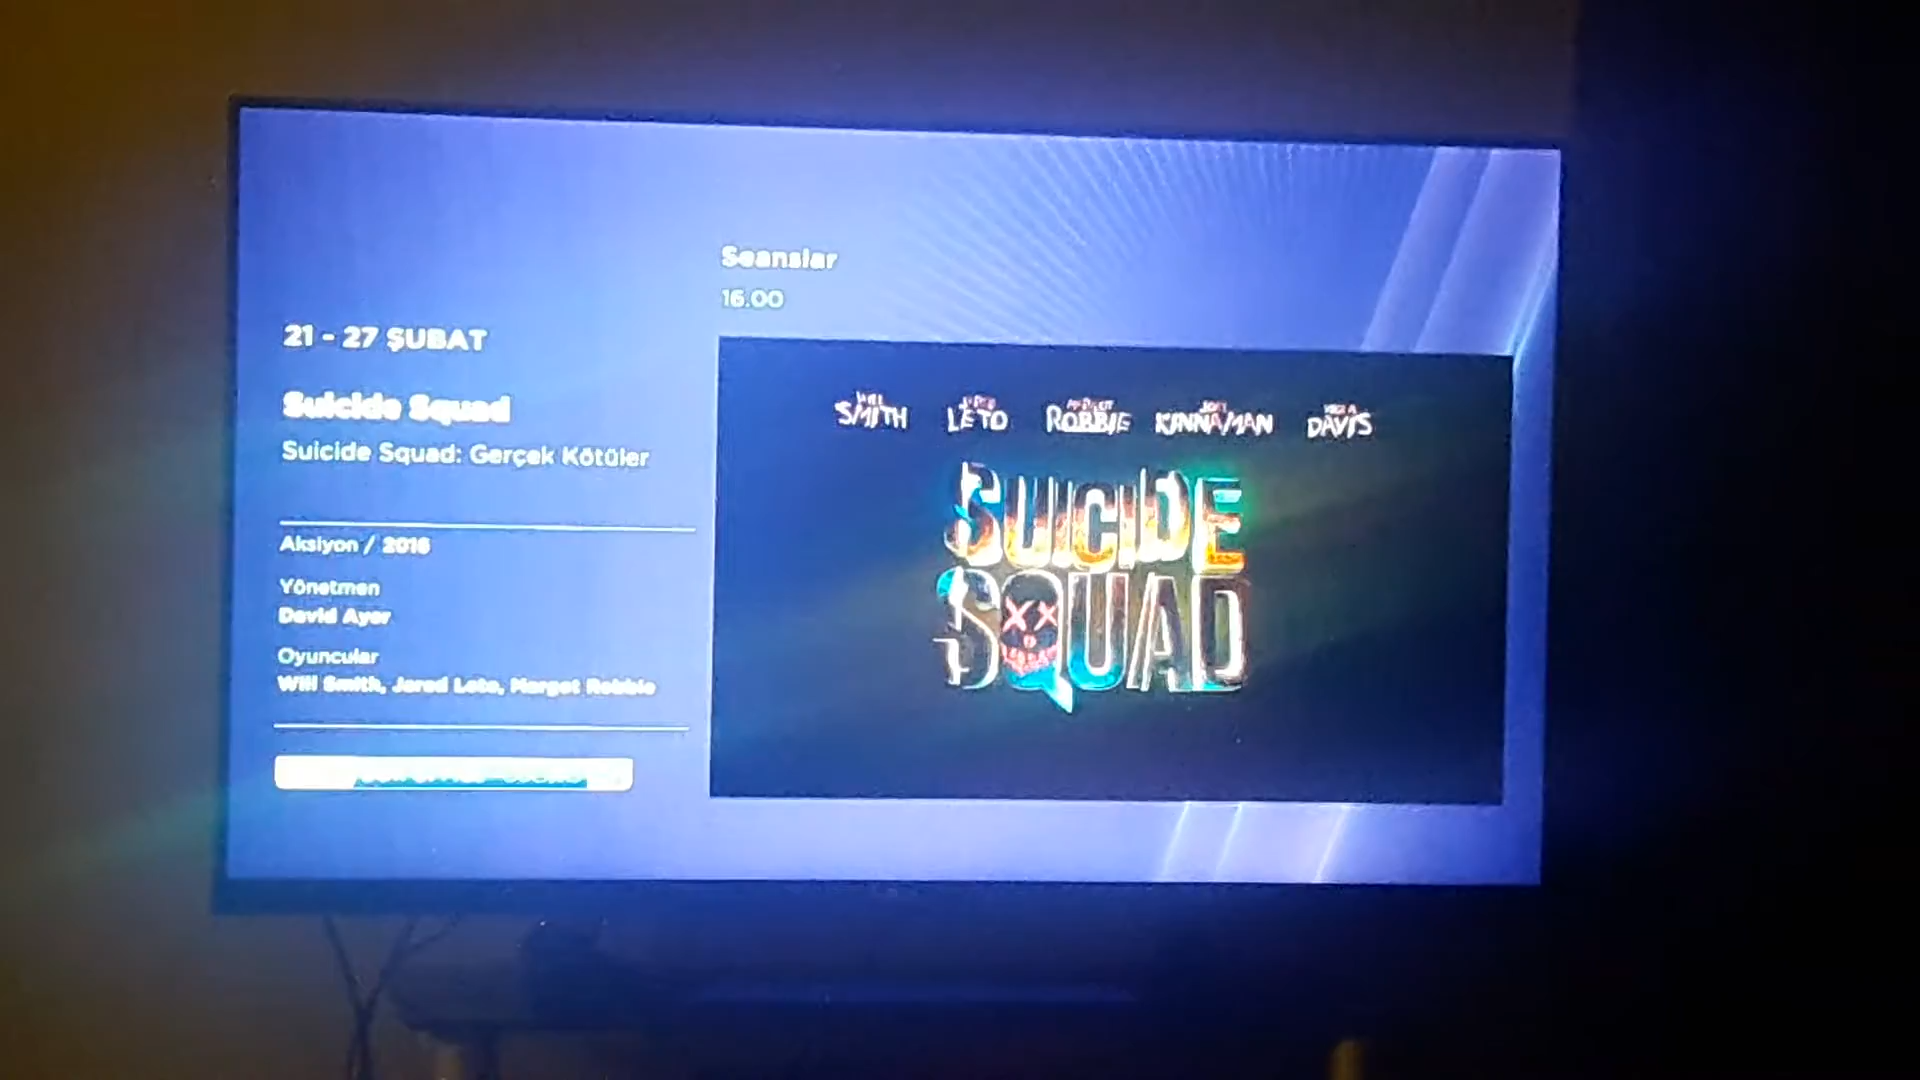 Seanslar
16.00
21 - 27 ŞUBAT
Suicide Squad
Suicide Squad: Gerçek Kötüler
Aksiyon / 2016
Yönetmen
David Ayer
Oyuncular
Will Smith, Jared Leto, Margot Robbie
WILL SMITH
LETO
ROBBIE
KINNAMAN
DAVIS
SUICIDE
SQUAD